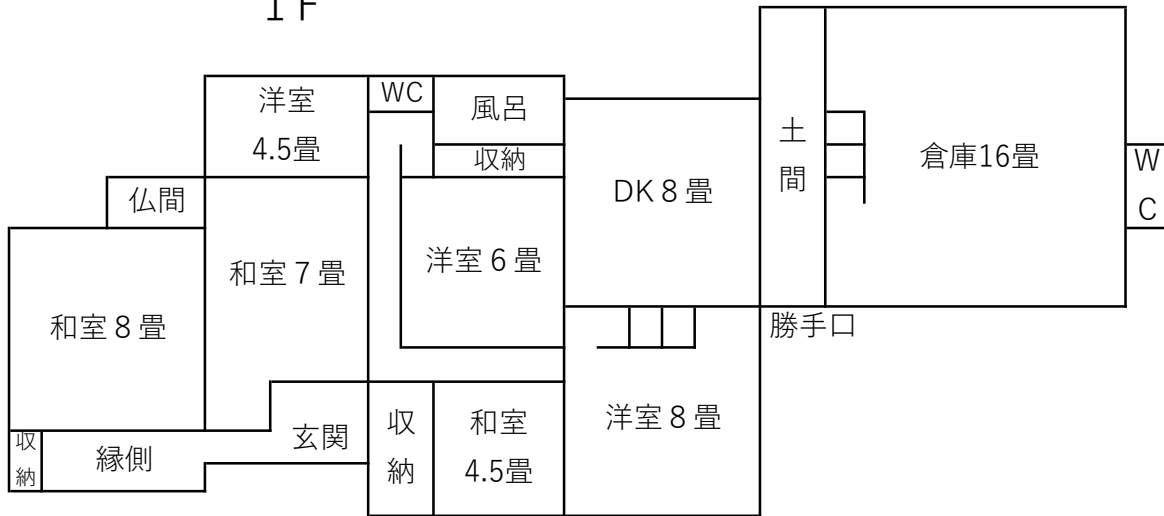 １F
洋室
4.5畳
WC
風呂
収納
仏間
和室７畳
洋室６畳
DK８畳
土
間
倉庫16畳
W
C
和室８畳
勝手口
収
納
縁側
玄関
収
納
和室
4.5畳
洋室８畳